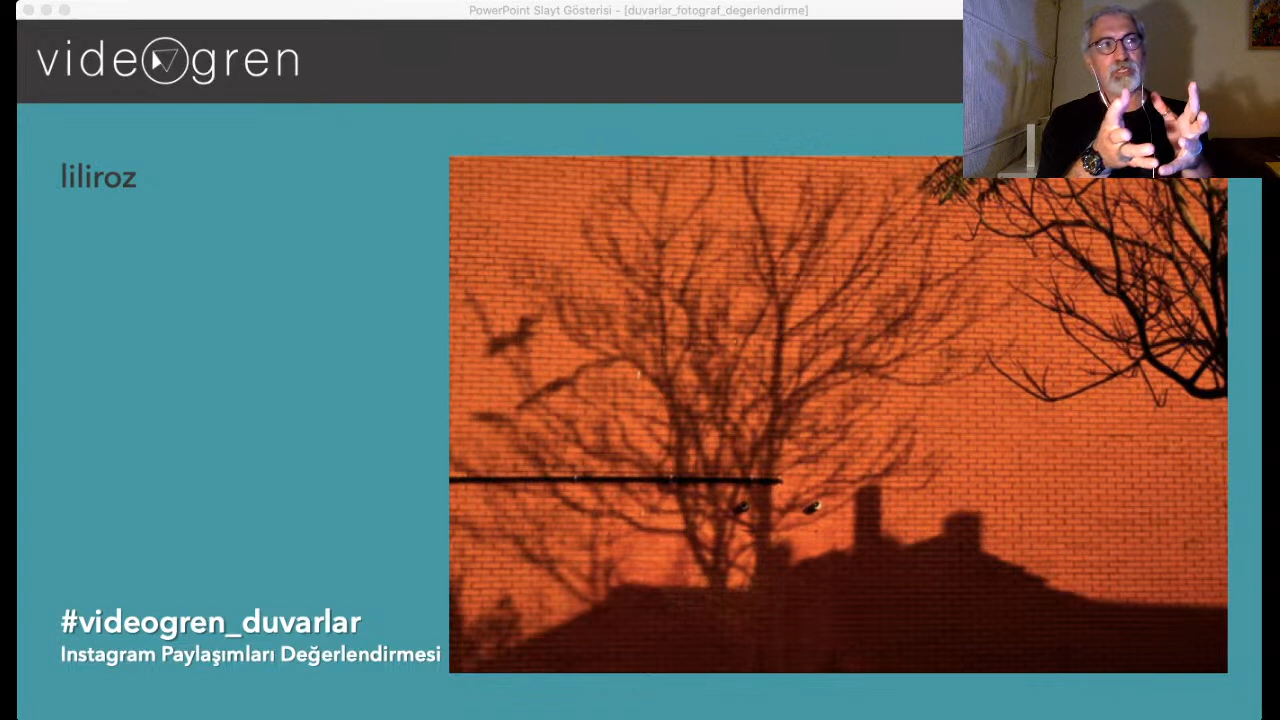 PowerPoint Slayt Gösterisi - [duvarlar_fotograf_degerlendirme]
videogren
liliroz
#videogren_duvarlar
Instagram Paylaşımları Değerlendirmesi